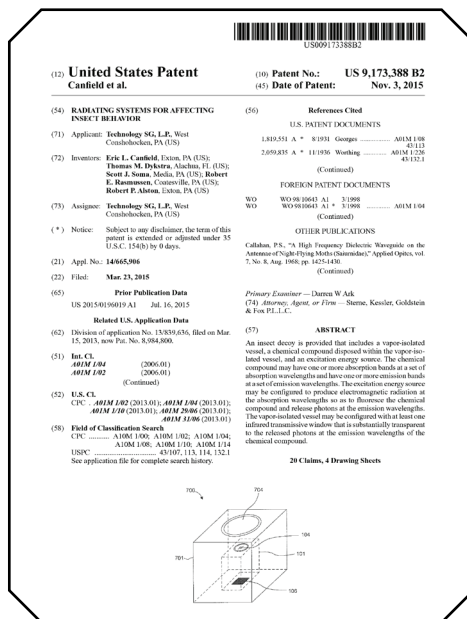 US009173388B2
(12) United States Patent
Canfield et al.
(10) Patent No.: US 9,173,388 B2
(45) Date of Patent: Nov. 3, 2015
(54) RADIATING SYSTEMS FOR AFFECTING
INSECT BEHAVIOR
(71) Applicant: Technology SG, L.P., West
Conshohocken, PA (US)
(72) Inventors: Eric L. Canfield, Exton, PA (US);
Thomas M. Dykstra, Alachua, FL (US);
Scott J. Soma, Media, PA (US); Robert
E. Rasmussen, Coatesville, PA (US);
Robert P. Alston, Exton, PA (US)
(73) Assignee: Technology SG, L.P., West
Conshohocken, PA (US)
( * ) Notice: Subject to any disclaimer, the term of this
patent is extended or adjusted under 35
U.S.C. 154(b) by 0 days.
(21) Appl. No.: 14/665,906
(22) Filed: Mar. 23, 2015
(65) Prior Publication Data
US 2015/0196019 A1 Jul. 16, 2015
Related U.S. Application Data
(62) Division of application No. 13/839,636, filed on Mar.
15, 2013, now Pat. No. 8,984,800.
(51) Int. Cl.
A01M 1/04 (2006.01)
A01M 1/02 (2006.01)
(Continued)
(52) U.S. Cl.
CPC . A01M 1/02 (2013.01); A01M 1/04 (2013.01);
A01M 1/10 (2013.01); A01M 29/06 (2013.01);
A01M 31/06 (2013.01)
(58) Field of Classification Search
CPC ........... A10M 1/00; A10M 1/02; A10M 1/04;
A10M 1/08; A10M 1/10; A10M 1/14
USPC ................................ 43/107, 113, 114, 132.1
See application file for complete search history.
(56) References Cited
U.S. PATENT DOCUMENTS
1,819,551 A * 8/1931 Georges .................. A01M 1/08
43/113
2,059,835 A * 11/1936 Worthing .............. A01M 1/226
43/132.1
(Continued)
FOREIGN PATENT DOCUMENTS
WO WO 98/10643 A1 3/1998
WO WO 9810643 A1 * 3/1998 .............. A01M 1/04
(Continued)
OTHER PUBLICATIONS
Callahan, P.S., "A High Frequency Dielectric Waveguide on the
Antennae of Night-Flying Moths (Saturnidae)," Applied Optics, vol.
7, No. 8, Aug. 1968; pp. 1425-1430.
(Continued)
Primary Examiner — Darren W Ark
(74) Attorney, Agent, or Firm — Sterne, Kessler, Goldstein
& Fox P.L.L.C.
(57) ABSTRACT
An insect decoy is provided that includes a vapor-isolated
vessel, a chemical compound disposed within the vapor-iso-
lated vessel, and an excitation energy source. The chemical
compound may have one or more absorption bands at a set of
absorption wavelengths and have one or more emission bands
at a set of emission wavelengths. The excitation energy source
may be configured to produce electromagnetic radiation at
the absorption wavelengths so as to fluoresce the chemical
compound and release photons at the emission wavelengths.
The vapor-isolated vessel may be configured with at least one
infrared transmissive window that is substantially transparent
to the released photons at the emission wavelengths of the
chemical compound.
20 Claims, 4 Drawing Sheets
700
704
104
701
101
106